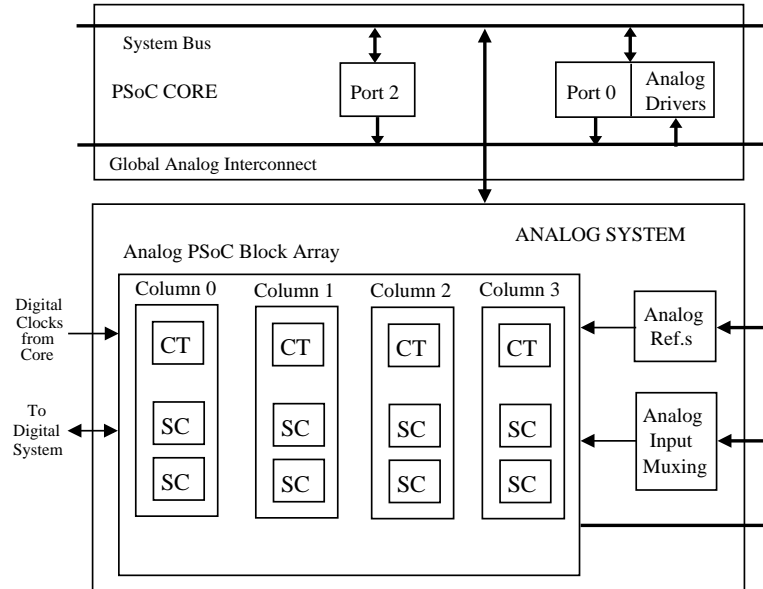 System Bus
PSoC CORE
Port 2
Port 0
Analog
Drivers
Global Analog Interconnect
ANALOG SYSTEM
Analog PSoC Block Array
Column 0
Column 1
Column 2
Column 3
Digital
Clocks
from
Core
CT
CT
CT
CT
Analog
Ref.s
To
Digital
System
SC
SC
SC
SC
SC
SC
SC
SC
Analog
Input
Muxing